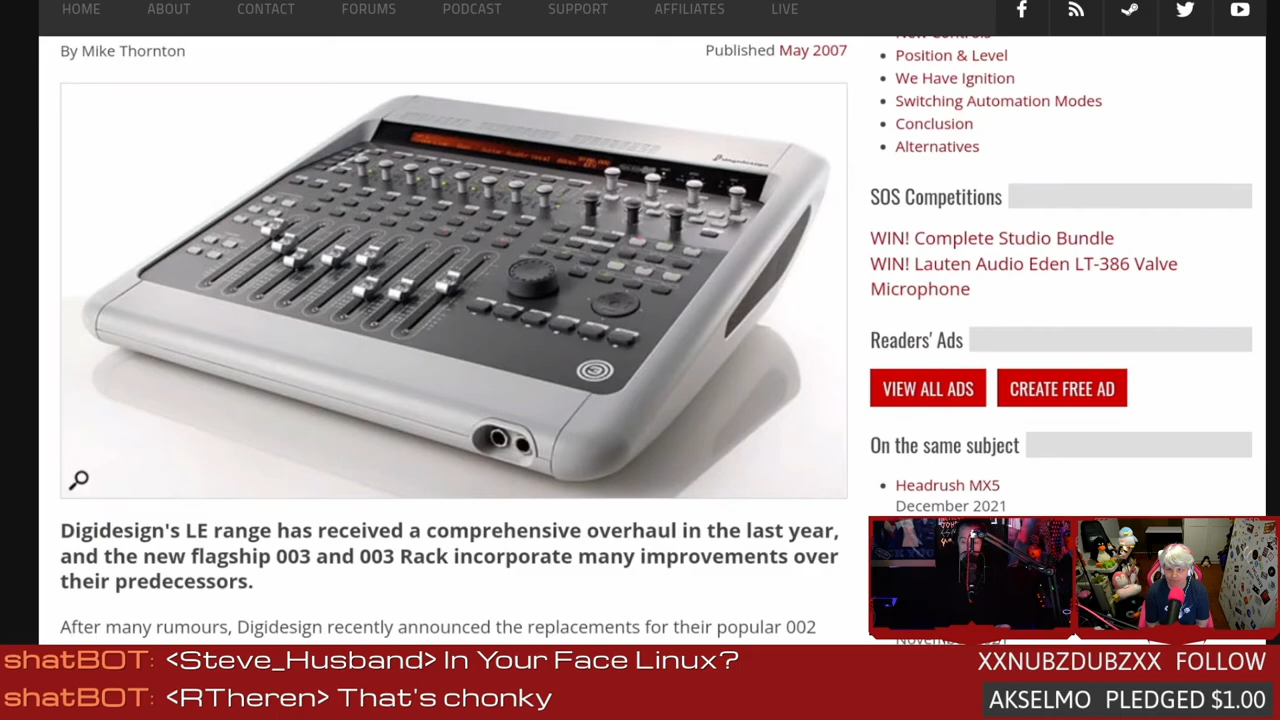 HOME ABOUT CONTACT FORUMS PODCAST SUPPORT AFFILIATES LIVE
By Mike Thornton
Published May 2007
Position & Level
We Have Ignition
Switching Automation Modes
Conclusion
Alternatives
SOS Competitions
WIN! Complete Studio Bundle
WIN! Lauten Audio Eden LT-386 Valve
Microphone
Readers' Ads
VIEW ALL ADS CREATE FREE AD
On the same subject
Headrush MX5
December 2021
Digidesign's LE range has received a comprehensive overhaul in the last year,
and the new flagship 003 and 003 Rack incorporate many improvements over
their predecessors.
After many rumours, Digidesign recently announced the replacements for their popular 002
shatBOT: <Steve_Husband> In Your Face Linux?
shatBOT: <RTheren> That's chonky
XXNUBZDUBZXX FOLLOW
AKSELMO PLEDGED $1.00